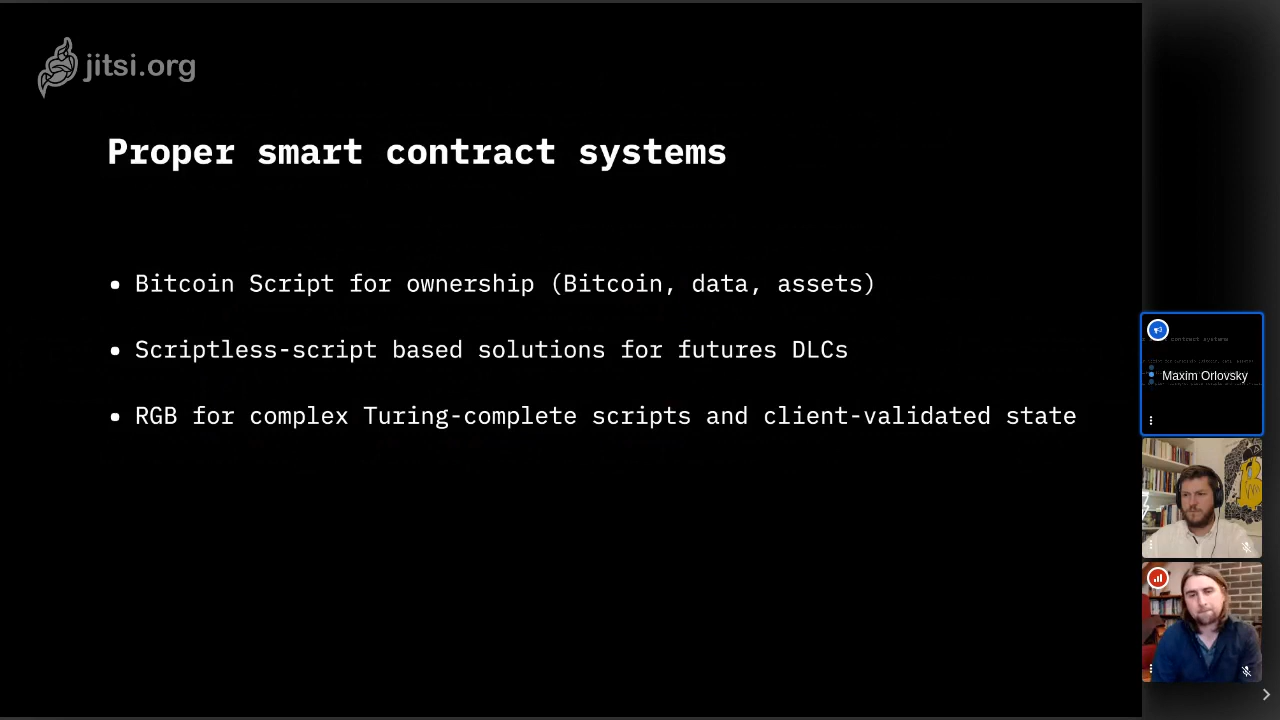 jitsi.org
Proper smart contract systems
• Bitcoin Script for ownership (Bitcoin, data, assets)
• Scriptless-script based solutions for futures DLCs
• RGB for complex Turing-complete scripts and client-validated state
Maxim Orlovsky